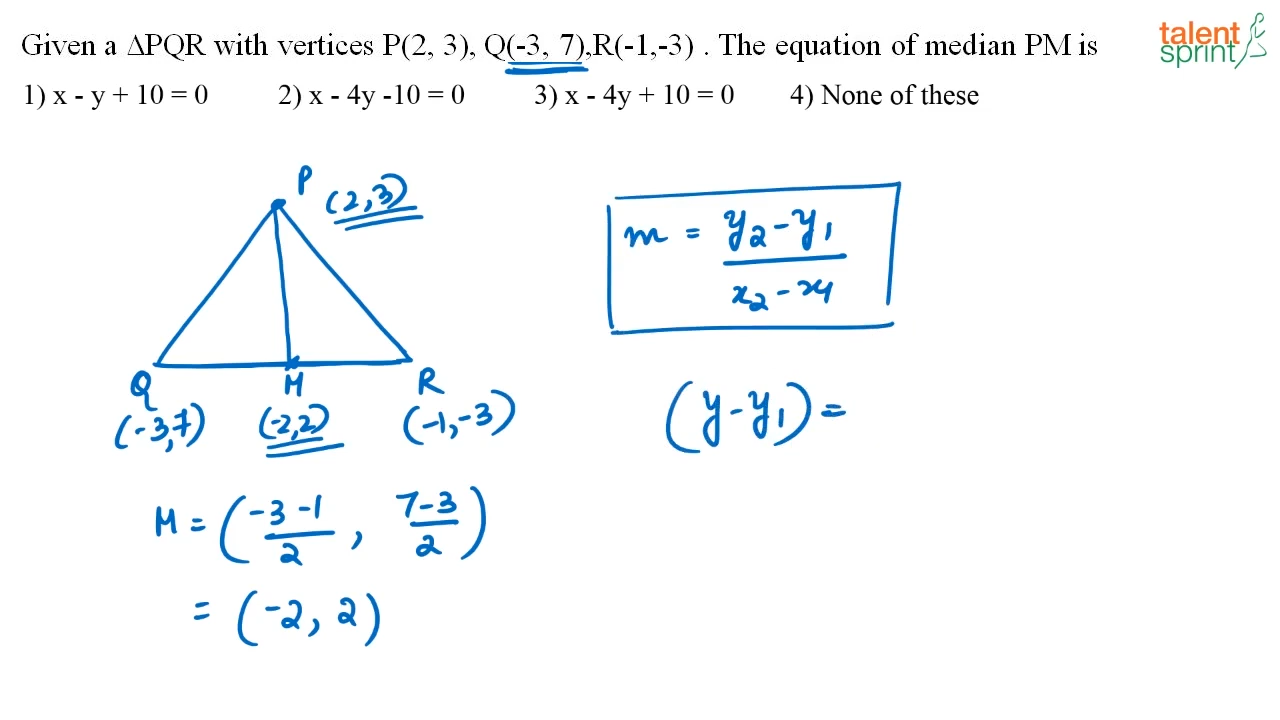 Given a ΔPQR with vertices P(2, 3), Q(-3, 7),R(-1,-3) . The equation of median PM is
talent
sprint
1) x - y + 10 = 0 2) x - 4y -10 = 0 3) x - 4y + 10 = 0 4) None of these
P
(2,3)
m = y₂-y₁
x₂-x₁
Q M R
(-3,7) (-2,2) (-1,-3)
(y-y₁)=
M = (-3-1/2, 7-3/2)
= (-2, 2)